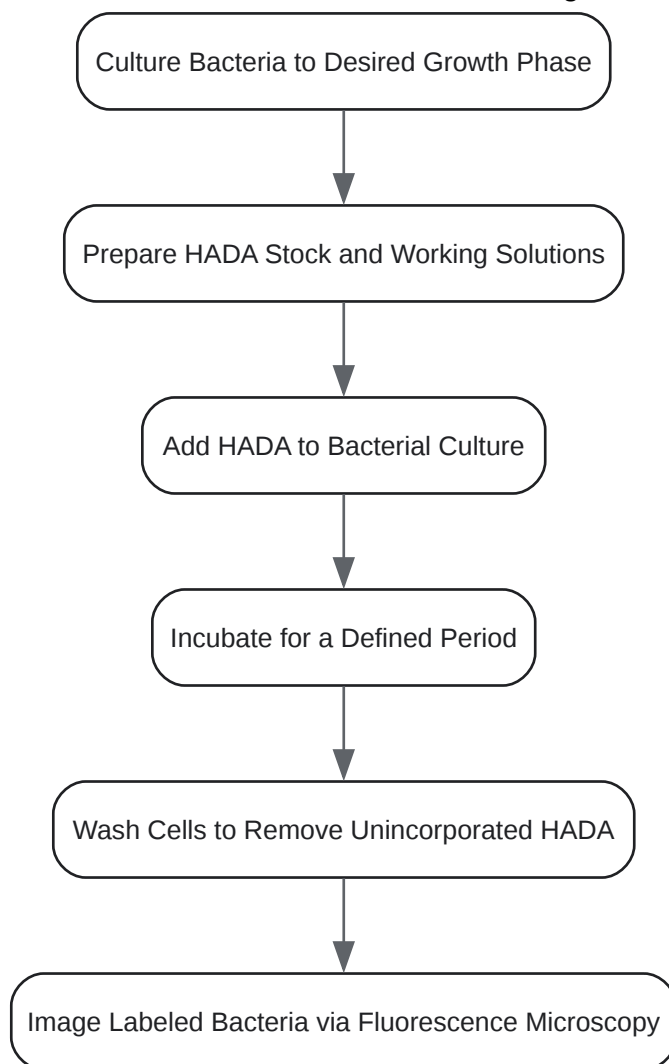 Culture Bacteria to Desired Growth Phase
Prepare HADA Stock and Working Solutions
Add HADA to Bacterial Culture
Incubate for a Defined Period
Wash Cells to Remove Unincorporated HADA
Image Labeled Bacteria via Fluorescence Microscopy